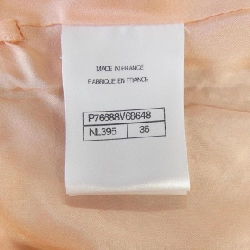 MADE IN FRANCE
FABRIQUE EN FRANCE
P76688V60648
NL395 36